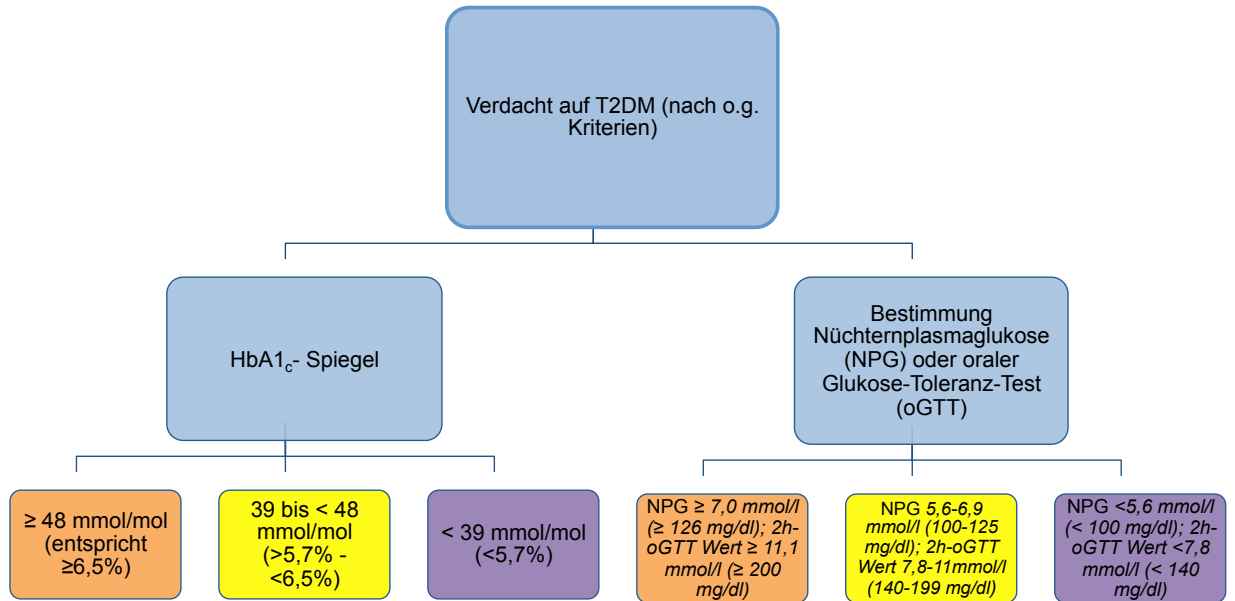 Verdacht auf T2DM (nach o.g.
Kriterien)
HbA1c- Spiegel
Bestimmung
Nüchternplasmaglukose
(NPG) oder oraler
Glukose-Toleranz-Test
(oGTT)
≥ 48 mmol/mol
(entspricht
≥6,5%)
39 bis < 48
mmol/mol
(>5,7% -
<6,5%)
< 39 mmol/mol
(<5,7%)
NPG ≥ 7,0 mmol/l
(≥ 126 mg/dl); 2h-
oGTT Wert ≥ 11,1
mmol/l (≥ 200
mg/dl)
NPG 5,6-6,9
mmol/l (100-125
mg/dl); 2h-oGTT
Wert 7,8-11mmol/l
(140-199 mg/dl)
NPG <5,6 mmol/l
(< 100 mg/dl); 2h-
oGTT Wert <7,8
mmol/l (< 140
mg/dl)